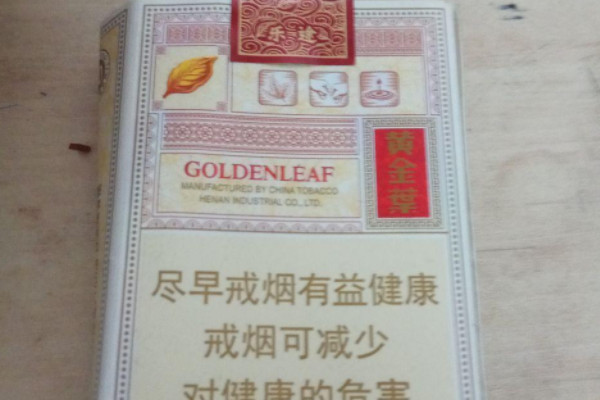 乐途
GOLDENLEAF
MANUFACTURED BY CHINA TOBACCO
HENAN INDUSTRIAL CO., LTD.
黄金葉
尽早戒烟有益健康
戒烟可减少
对健康的危害